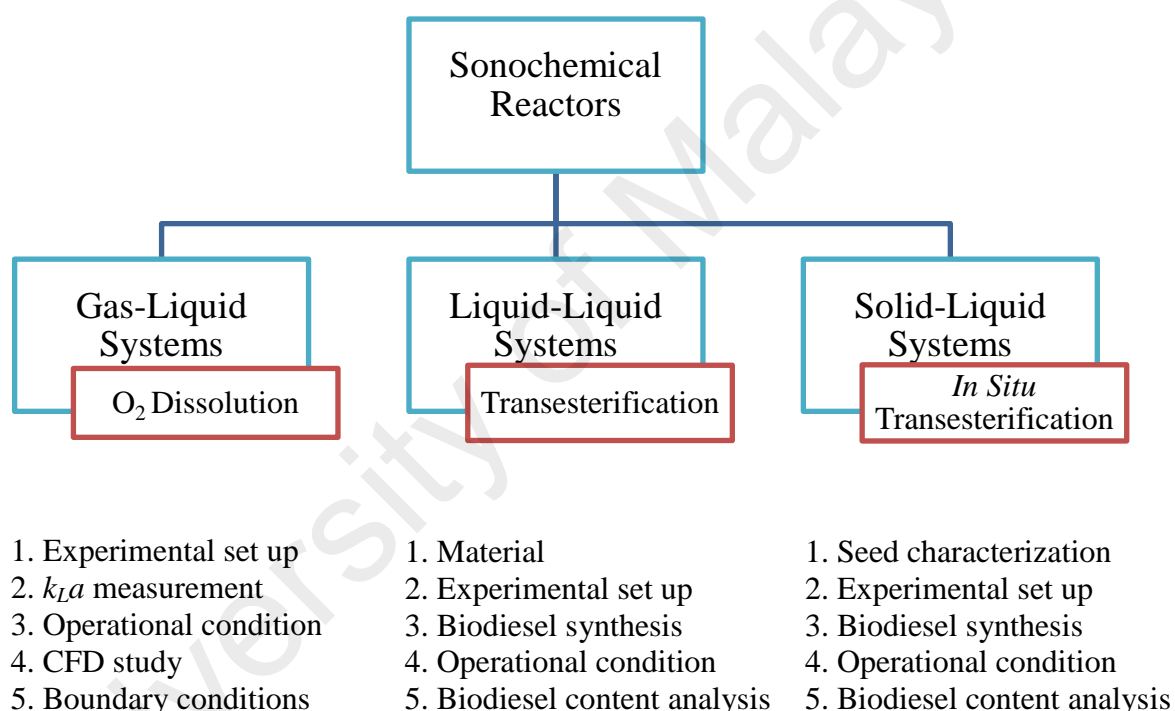 Sonochemical
Reactors
Gas-Liquid
Systems
O₂ Dissolution
Liquid-Liquid
Systems
Transesterification
Solid-Liquid
Systems
In Situ
Transesterification
1. Experimental set up
2. kLa measurement
3. Operational condition
4. CFD study
5. Boundary conditions
1. Material
2. Experimental set up
3. Biodiesel synthesis
4. Operational condition
5. Biodiesel content analysis
1. Seed characterization
2. Experimental set up
3. Biodiesel synthesis
4. Operational condition
5. Biodiesel content analysis
versity of Malay